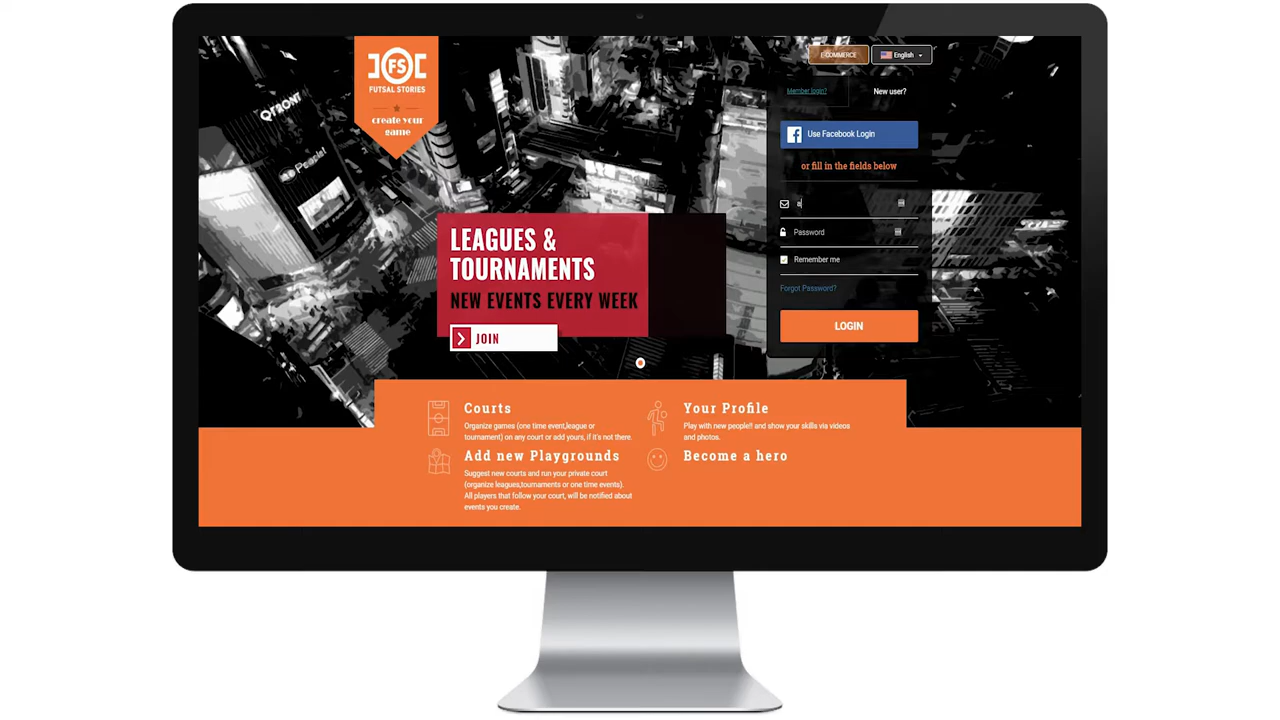 FS
FUTSAL STORIES
create your
game
QFRONT
E-COMMERCE
English
Member login?
New user?
Use Facebook Login
or fill in the fields below
Password
Remember me
Forgot Password?
LOGIN
LEAGUES &
TOURNAMENTS
NEW EVENTS EVERY WEEK
JOIN
Courts
Organize games (one time event,league or
tournament) on any court or add yours, if it's not there.
Add new Playgrounds
Suggest new courts and run your private court
(organize leagues,tournaments or one time events).
All players that follow your court, will be notified about
events you create.
Your Profile
Play with new people!! and show your skills via videos
and photos.
Become a hero